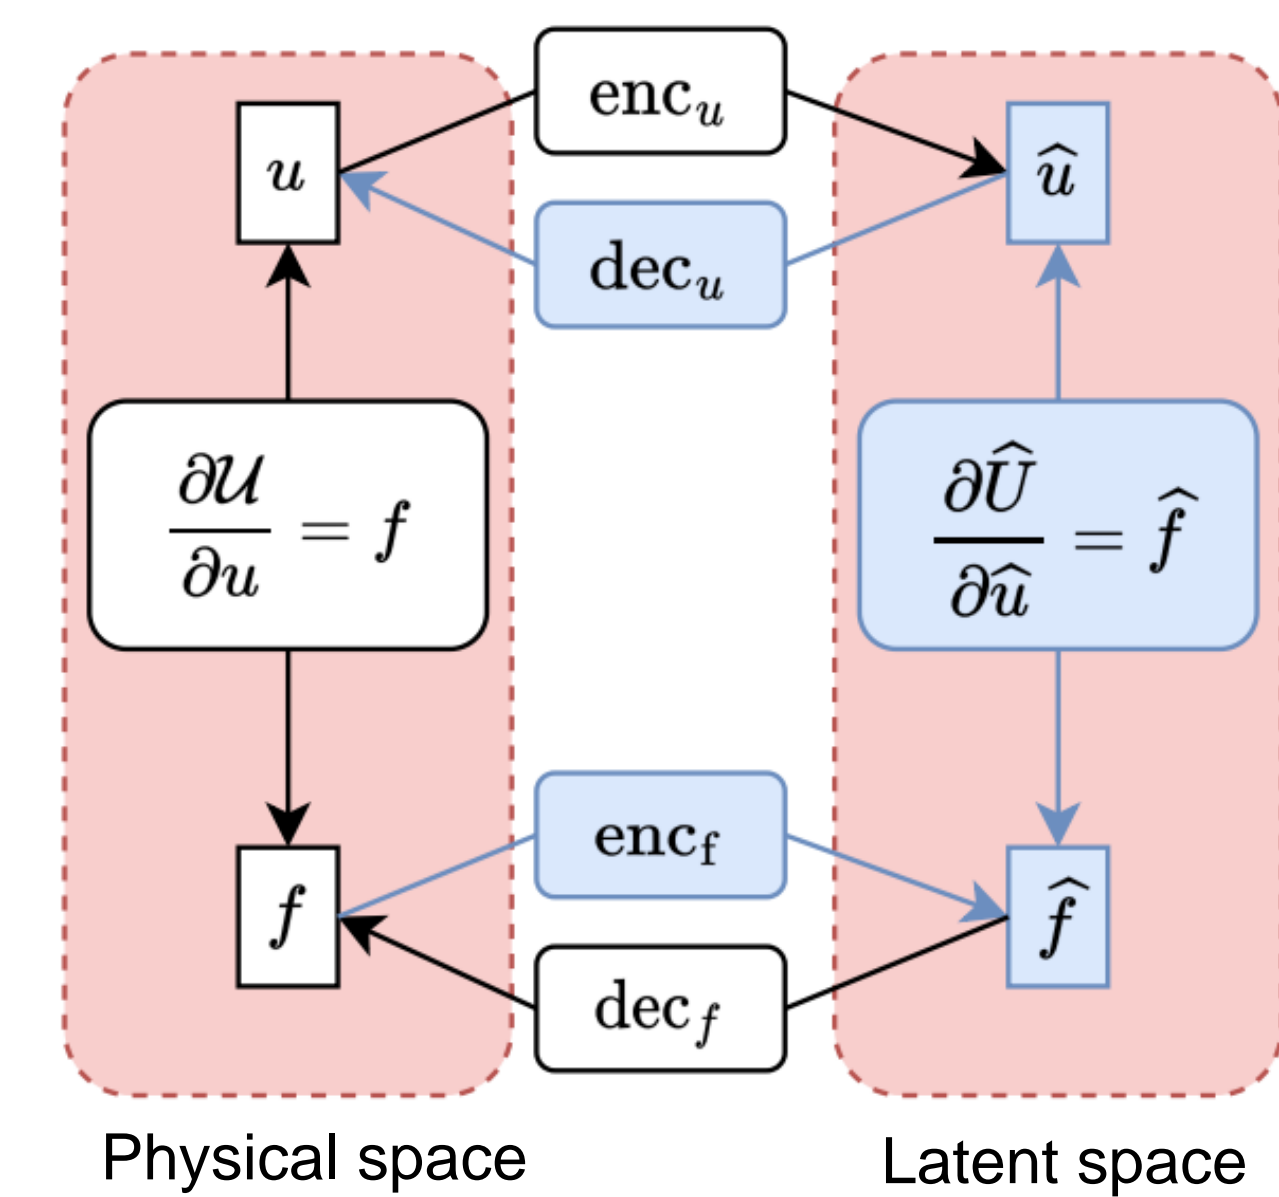 enc_u
u
û
dec_u
∂𝒰/∂u = f
∂Û/∂û = f̂
enc_f
f
f̂
dec_f
Physical space
Latent space